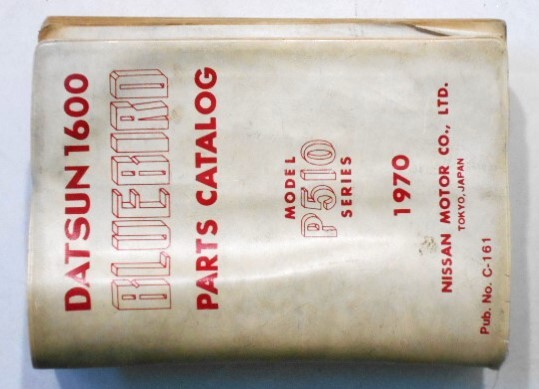 DATSUN 1600
BLUEBIRD
PARTS CATALOG
MODEL
P510
SERIES
1970
NISSAN MOTOR CO., LTD.
TOKYO, JAPAN
Pub. No. C-161